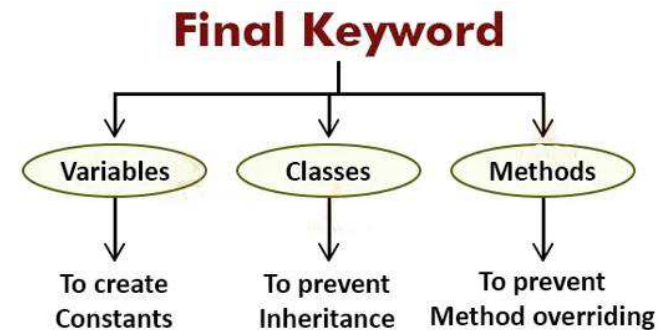 Final Keyword
Variables
Classes
Methods
To create
Constants
To prevent
Inheritance
To prevent
Method overriding